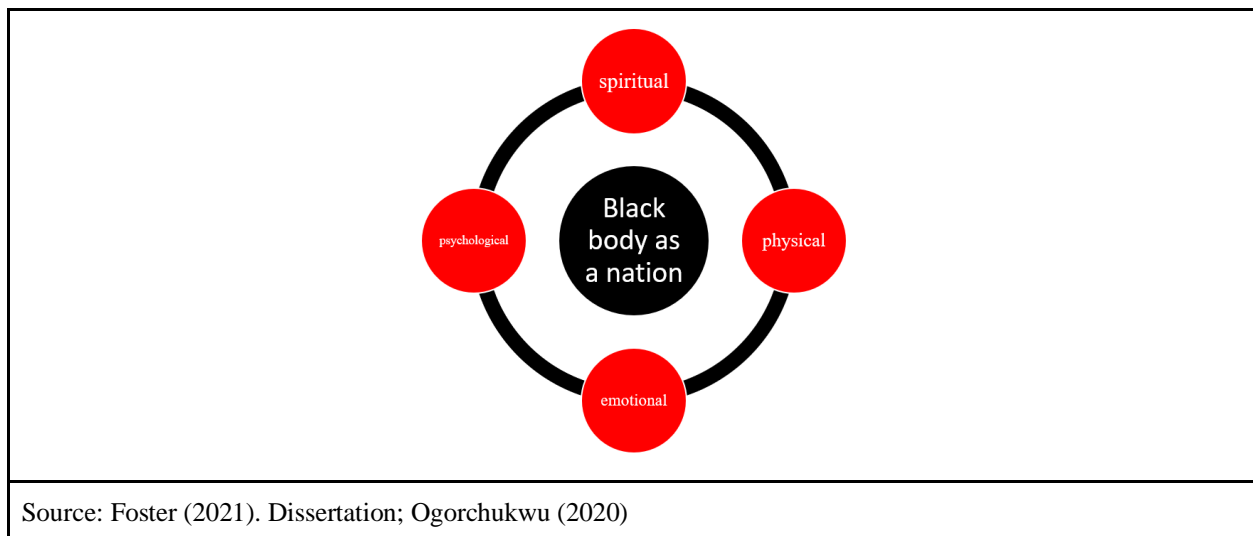 spiritual
psychological
Black
body as
a nation
physical
emotional
Source: Foster (2021). Dissertation; Ogorchukwu (2020)